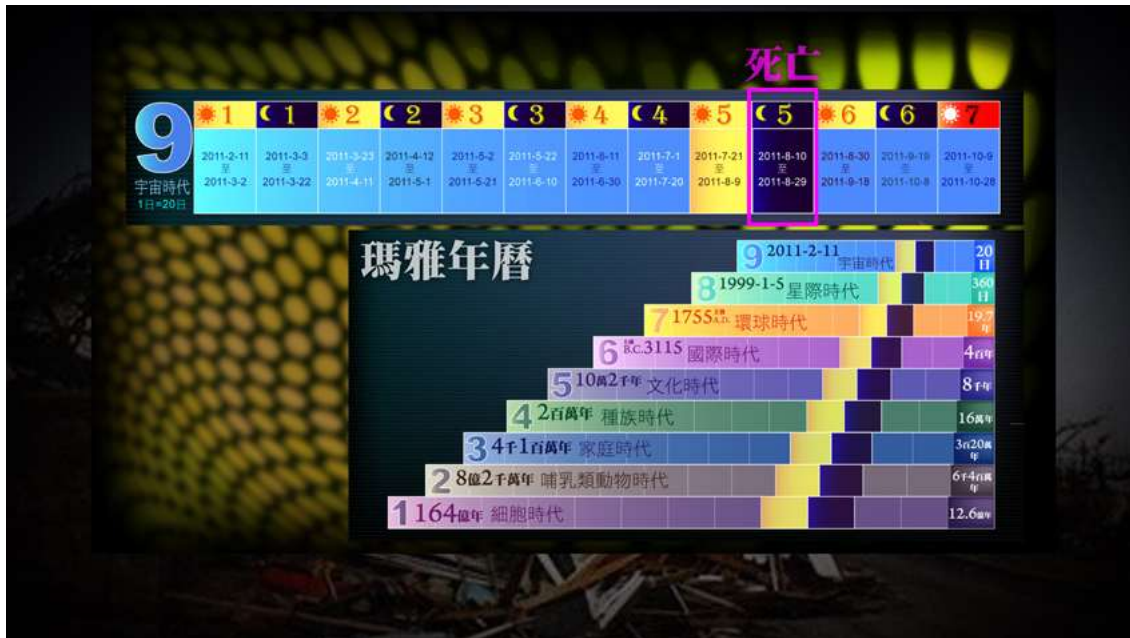 死亡
1 1 2 2 3 3 4 4 5 5 6 6 7
9
宇宙時代
1日=20日
2011-2-11 至 2011-3-2
2011-3-3 至 2011-3-22
2011-3-23 至 2011-4-11
2011-4-12 至 2011-5-1
2011-5-2 至 2011-5-21
2011-5-22 至 2011-6-10
2011-6-11 至 2011-6-30
2011-7-1 至 2011-7-20
2011-7-21 至 2011-8-9
2011-8-10 至 2011-8-29
2011-8-30 至 2011-9-18
2011-9-19 至 2011-10-8
2011-10-9 至 2011-10-28
瑪雅年曆
9 2011-2-11 宇宙時代 20日
8 1999-1-5 星際時代 360日
7 1755 A.D. 環球時代 19.7年
6 B.C.3115 國際時代 4百年
5 10萬2千年 文化時代 8千年
4 2百萬年 種族時代 16萬年
3 4千1百萬年 家庭時代 3百20萬年
2 8億2千萬年 哺乳類動物時代 6千4百萬年
1 164億年 細胞時代 12.6億年